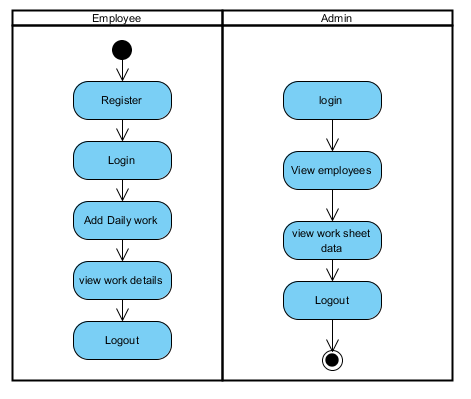 Employee
Admin
Register
Login
Add Daily work
view work details
Logout
login
View employees
view work sheet
data
Logout